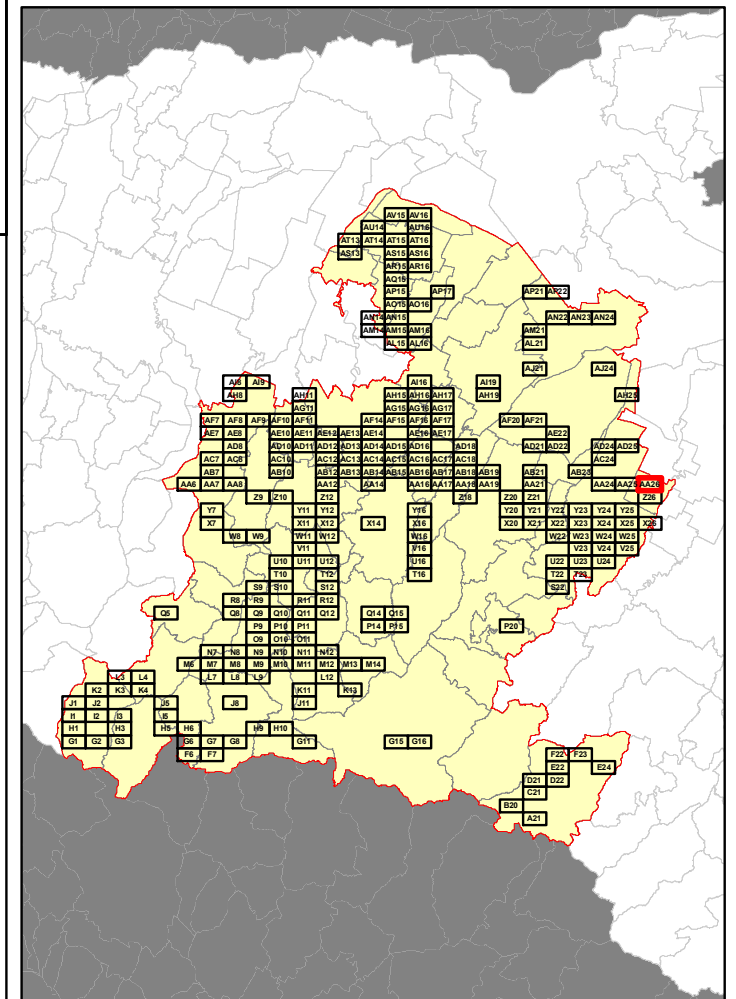 AV15 AV16
AU14 AU16
AT13 AT14 AT15 AT16
AS13 AS15 AS16
AR15 AR16
AQ15
AP15 AP17 AP21 AP22
AO15 AO16
AN14 AN15 AN22 AN23 AN24
AM14 AM15 AM16 AM21
AL15 AL16 AL21
AJ21 AJ24
AI8 AI9 AI16 AI19
AH8 AH11 AH15 AH16 AH17 AH19 AH25
AG11 AG15 AG16 AG17
AF7 AF8 AF9 AF10 AF11 AF14 AF15 AF16 AF17 AF20 AF21
AE7 AE8 AE10 AE11 AE12 AE13 AE14 AE16 AE17 AE22
AD8 AD10 AD11 AD12 AD13 AD14 AD15 AD16 AD18 AD21 AD22 AD24 AD25
AC7 AC8 AC10 AC12 AC13 AC14 AC15 AC16 AC17 AC18 AC24
AB7 AB10 AB12 AB13 AB14 AB15 AB16 AB17 AB18 AB19 AB21 AB23
AA6 AA7 AA8 AA12 AA14 AA16 AA17 AA18 AA19 AA21 AA24 AA25 AA26
Z9 Z10 Z12 Z18 Z20 Z21 Z26
Y7 Y11 Y12 Y16 Y20 Y21 Y22 Y23 Y24 Y25
X7 X11 X12 X14 X16 X20 X21 X22 X23 X24 X25 X26
W8 W9 W11 W12 W16 W22 W23 W24 W25
V11 V16 V23 V24 V25
U10 U11 U12 U16 U22 U23 U24
T10 T12 T16 T22 T23
S9 S10 S12 S22
R8 R9 R11 R12
Q5 Q8 Q9 Q10 Q11 Q12 Q14 Q15
P9 P10 P11 P14 P15 P20
O9 O10 O11
N7 N8 N9 N10 N11 N12
M6 M7 M8 M9 M10 M11 M12 M13 M14
L3 L4 L7 L8 L9 L12
K2 K3 K4 K11 K13
J1 J2 J5 J8 J11
I1 I2 I3 I5
H1 H3 H5 H6 H9 H10
G1 G2 G3 G6 G7 G8 G11 G15 G16
F6 F7 F22 F23
E22 E24
D21 D22
C21
B20
A21